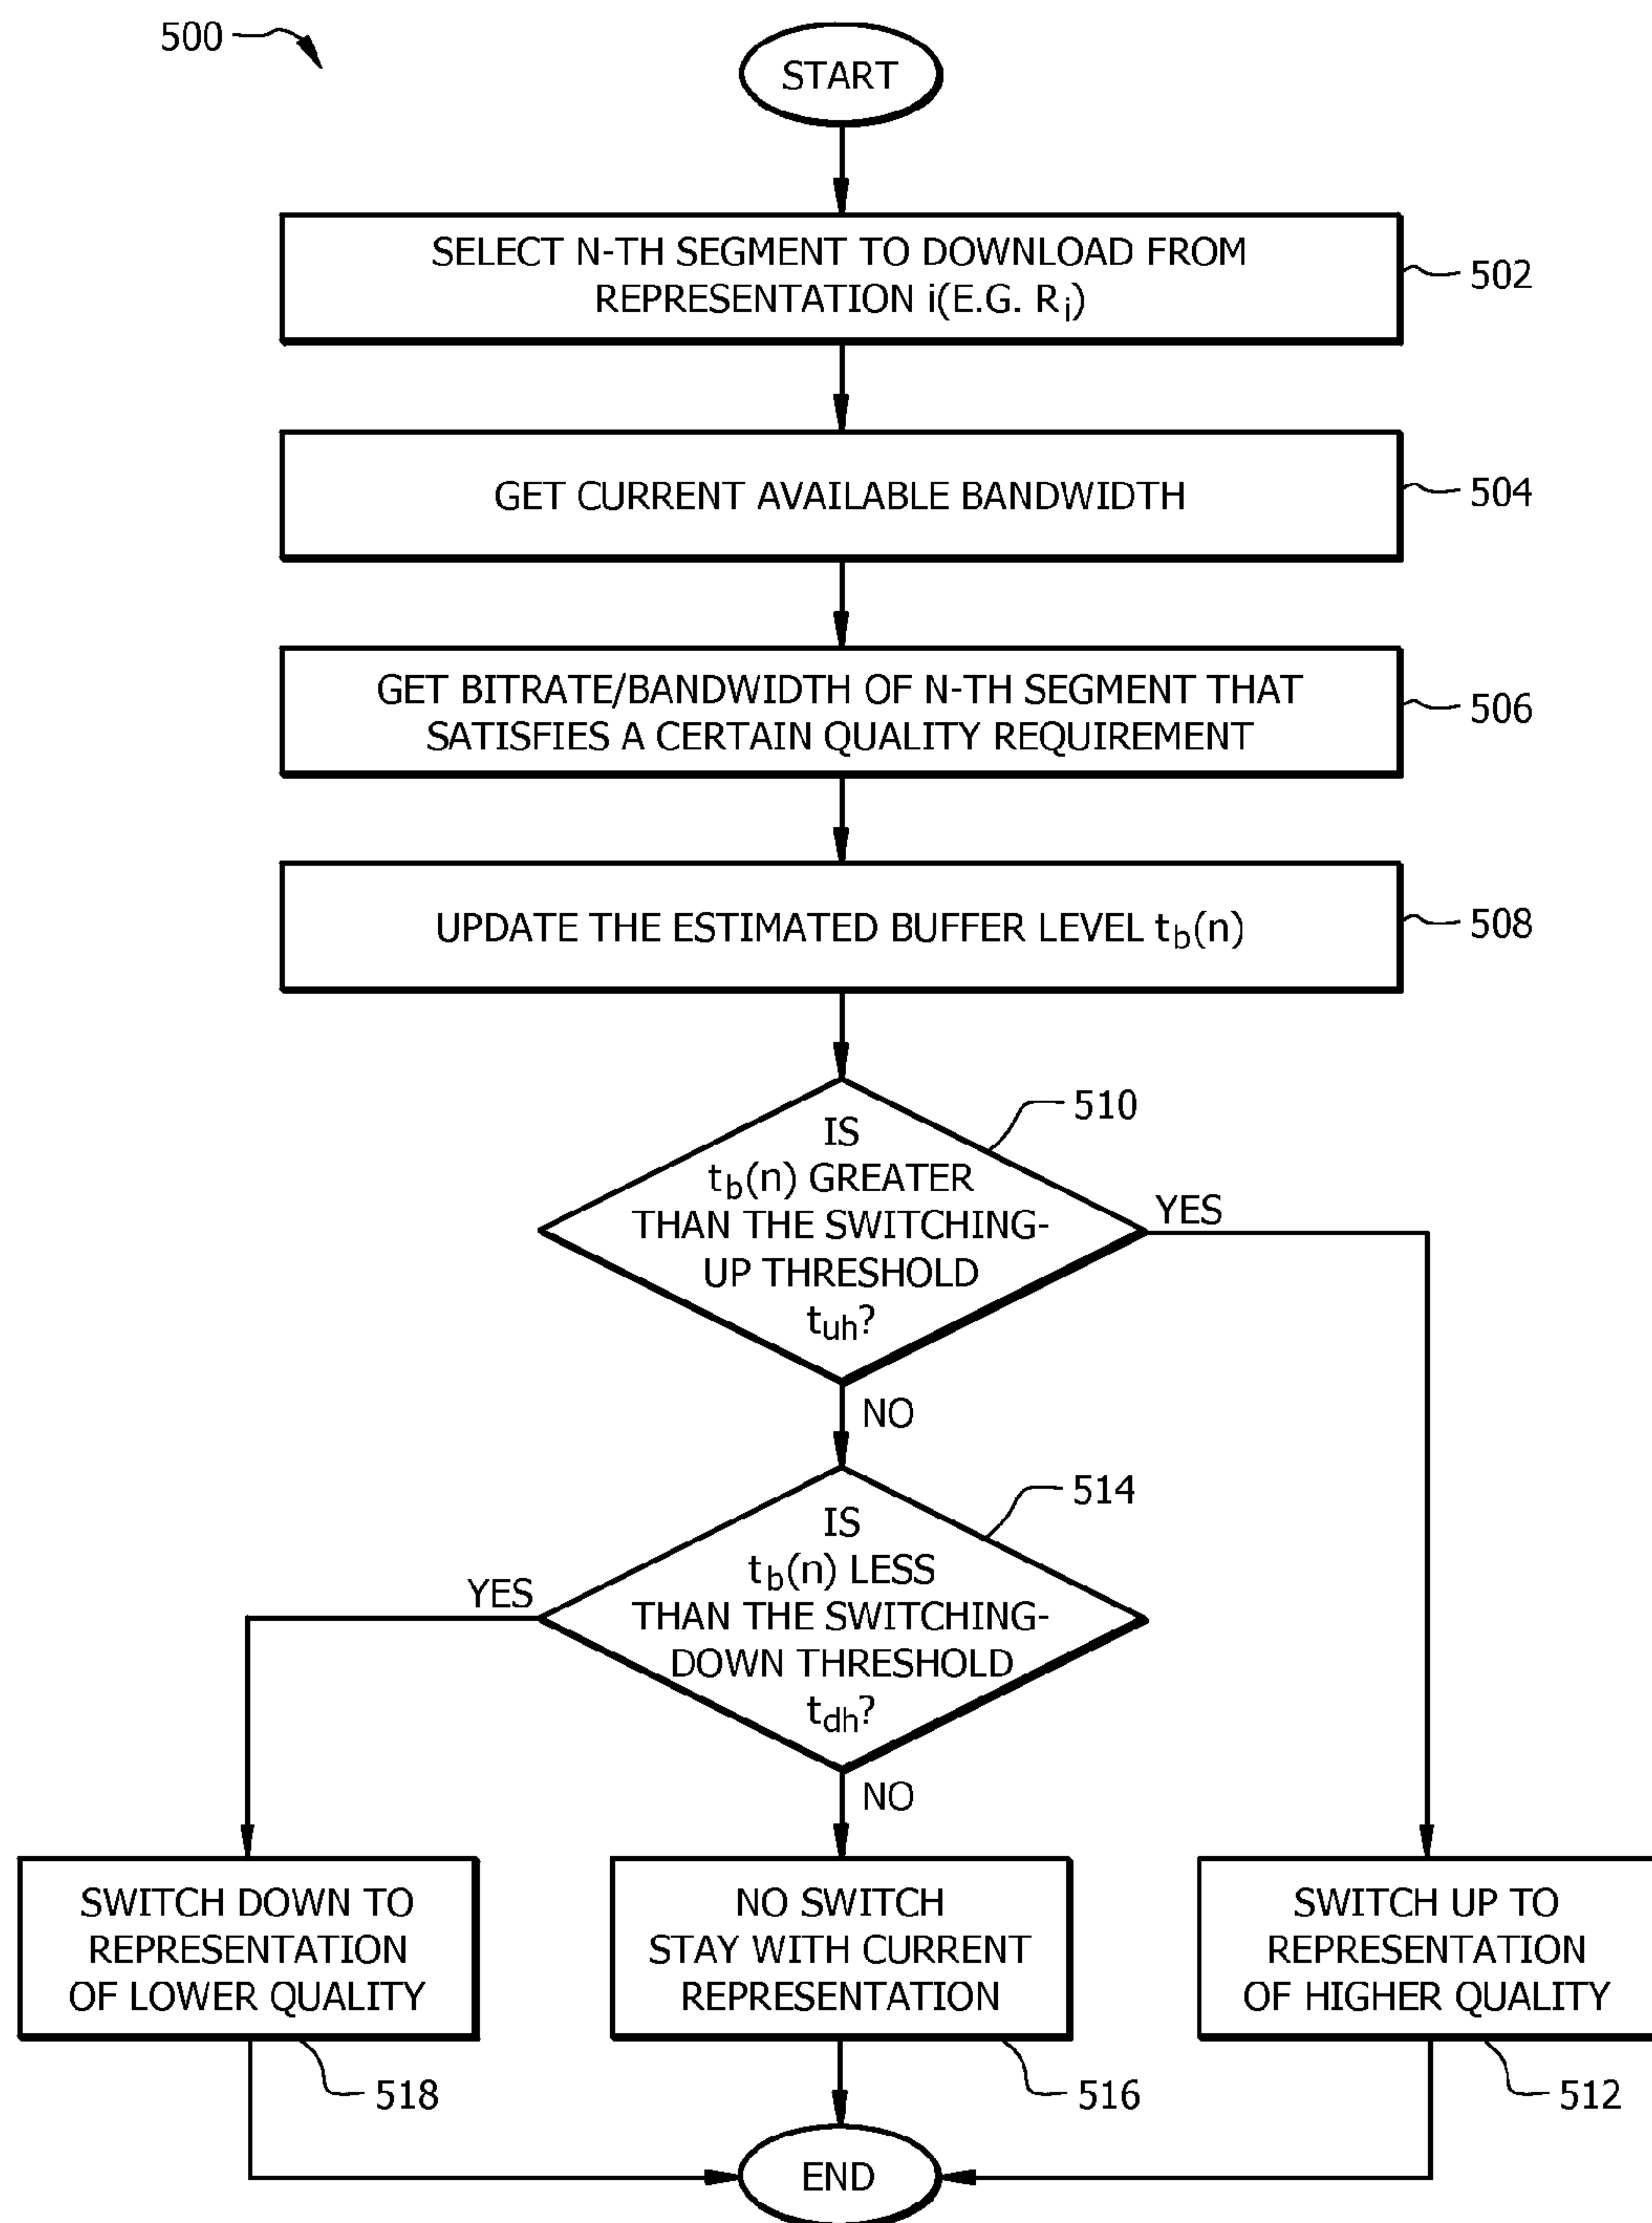 500
START
SELECT N-TH SEGMENT TO DOWNLOAD FROM
REPRESENTATION i(E.G. Ri)
502
GET CURRENT AVAILABLE BANDWIDTH
504
GET BITRATE/BANDWIDTH OF N-TH SEGMENT THAT
SATISFIES A CERTAIN QUALITY REQUIREMENT
506
UPDATE THE ESTIMATED BUFFER LEVEL tb(n)
508
IS
tb(n) GREATER
THAN THE SWITCHING-
UP THRESHOLD
tuh?
510
YES
NO
IS
tb(n) LESS
THAN THE SWITCHING-
DOWN THRESHOLD
tdh?
514
YES
NO
SWITCH DOWN TO
REPRESENTATION
OF LOWER QUALITY
518
NO SWITCH
STAY WITH CURRENT
REPRESENTATION
516
SWITCH UP TO
REPRESENTATION
OF HIGHER QUALITY
512
END